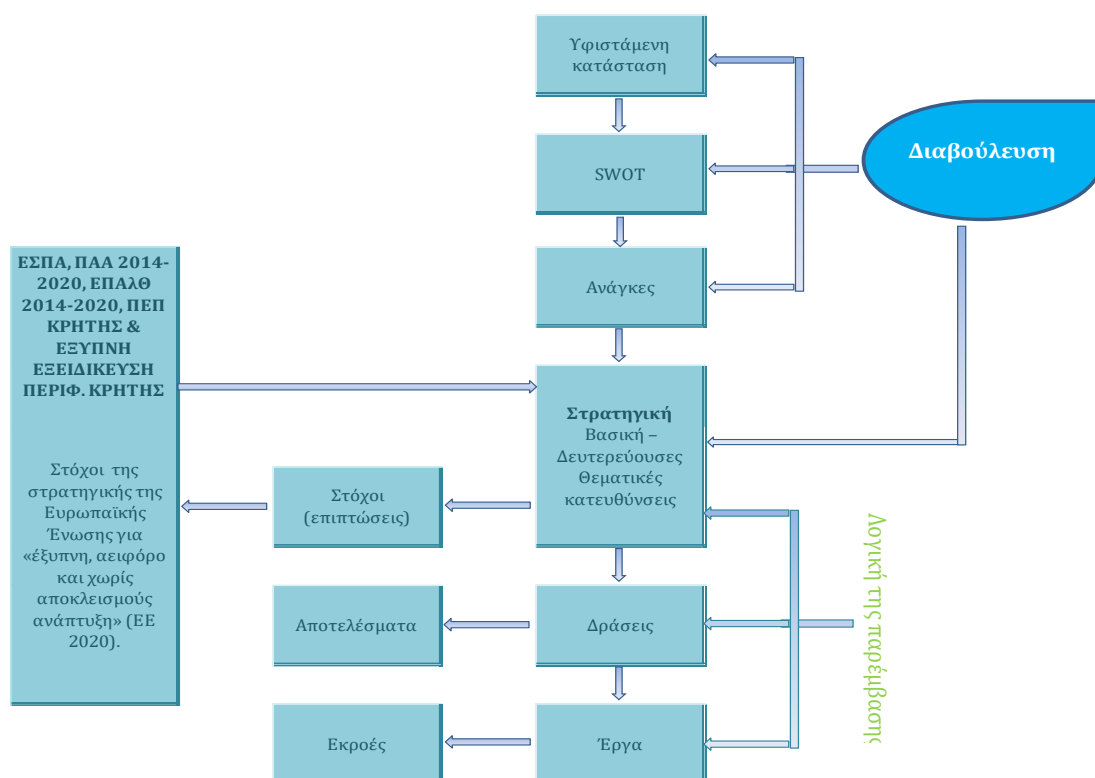 Υφιστάμενη
κατάσταση
Διαβούλευση
SWOT
Ανάγκες
ΕΣΠΑ, ΠΑΑ 2014-
2020, ΕΠΑλΘ
2014-2020, ΠΕΠ
ΚΡΗΤΗΣ &
ΕΞΥΠΝΗ
ΕΞΕΙΔΙΚΕΥΣΗ
ΠΕΡΙΦ. ΚΡΗΤΗΣ
Στόχοι της
στρατηγικής της
Ευρωπαϊκής
Ένωσης για
«έξυπνη, αειφόρο
και χωρίς
αποκλεισμούς
ανάπτυξη» (ΕΕ
2020).
Στρατηγική
Βασική –
Δευτερεύουσες
Θεματικές
κατευθύνσεις
Στόχοι
(επιπτώσεις)
Λογική της παρέμβασης
Αποτελέσματα
Δράσεις
Εκροές
Έργα